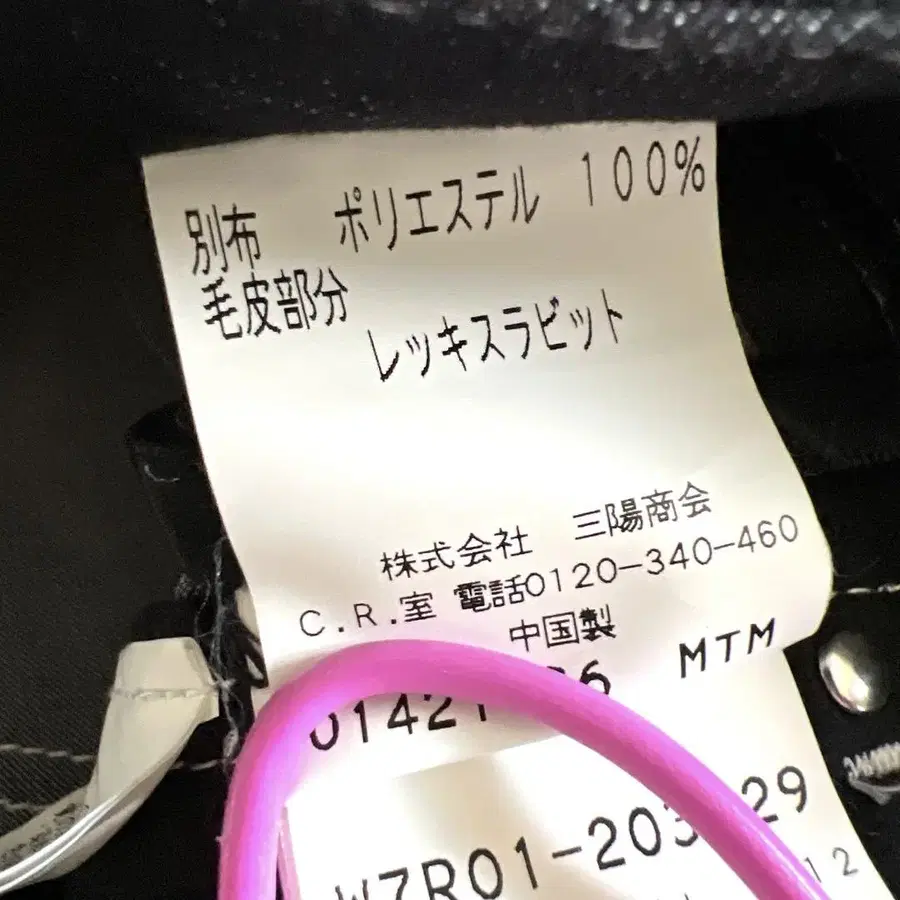 別布 ポリエステル 100%
毛皮部分
レッキスラビット
株式会社 三陽商会
C.R.室 電話0120-340-460
中国製
MTM
12